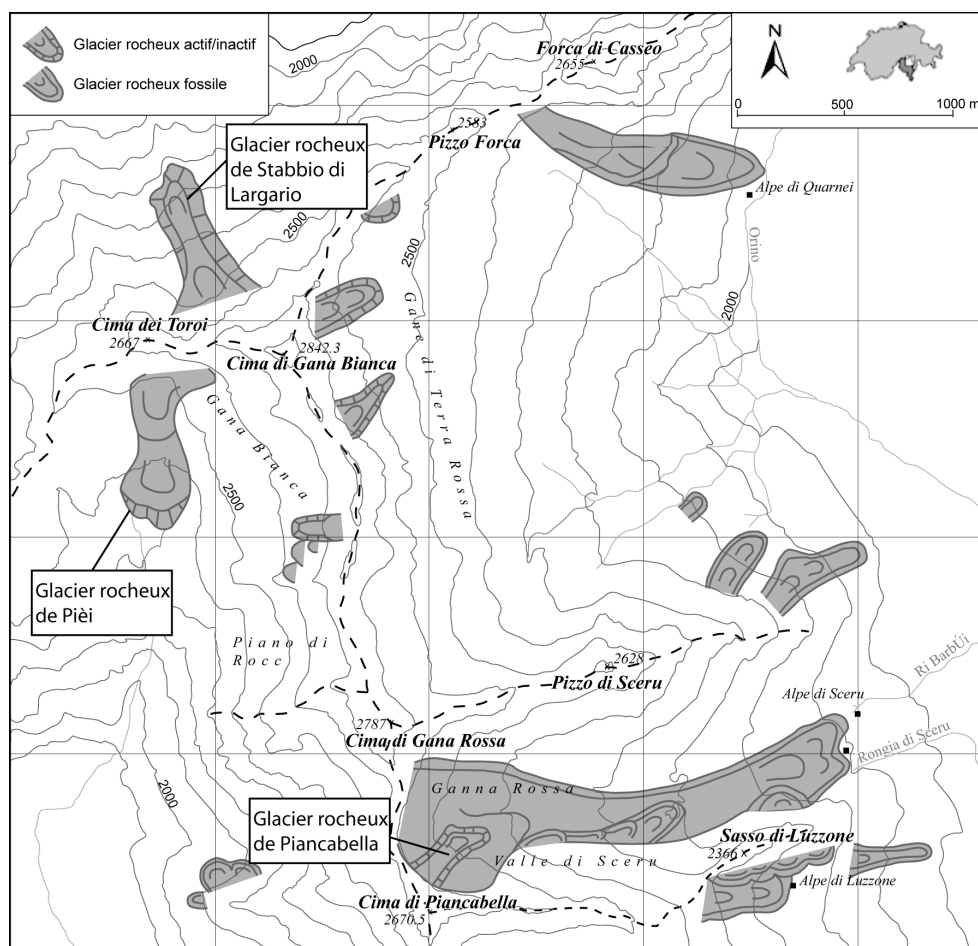 Glacier rocheux actif/inactif
Glacier rocheux fossile
2000
Forca di Casseo
2655
N
0
500
1000 m
2583
Pizzo Forca
Glacier rocheux
de Stabbio di
Largario
Alpe di Quarnei
2500
2500
Orino
2000
Gane di Terra Rossa
Cima dei Toroi
2667
2842.3
Cima di Gana Bianca
Gana Bianca
2500
Glacier rocheux
de Pièi
Piano di
Rocc
2628
Pizzo di Sceru
Ri BarbÙi
Alpe di Sceru
2787
Cima di Gana Rossa
Rongia di Sceru
2000
Ganna Rossa
Glacier rocheux
de Piancabella
Sasso di Luzzone
2366
Valle di Sceru
Alpe di Luzzone
Cima di Piancabella
2670.5